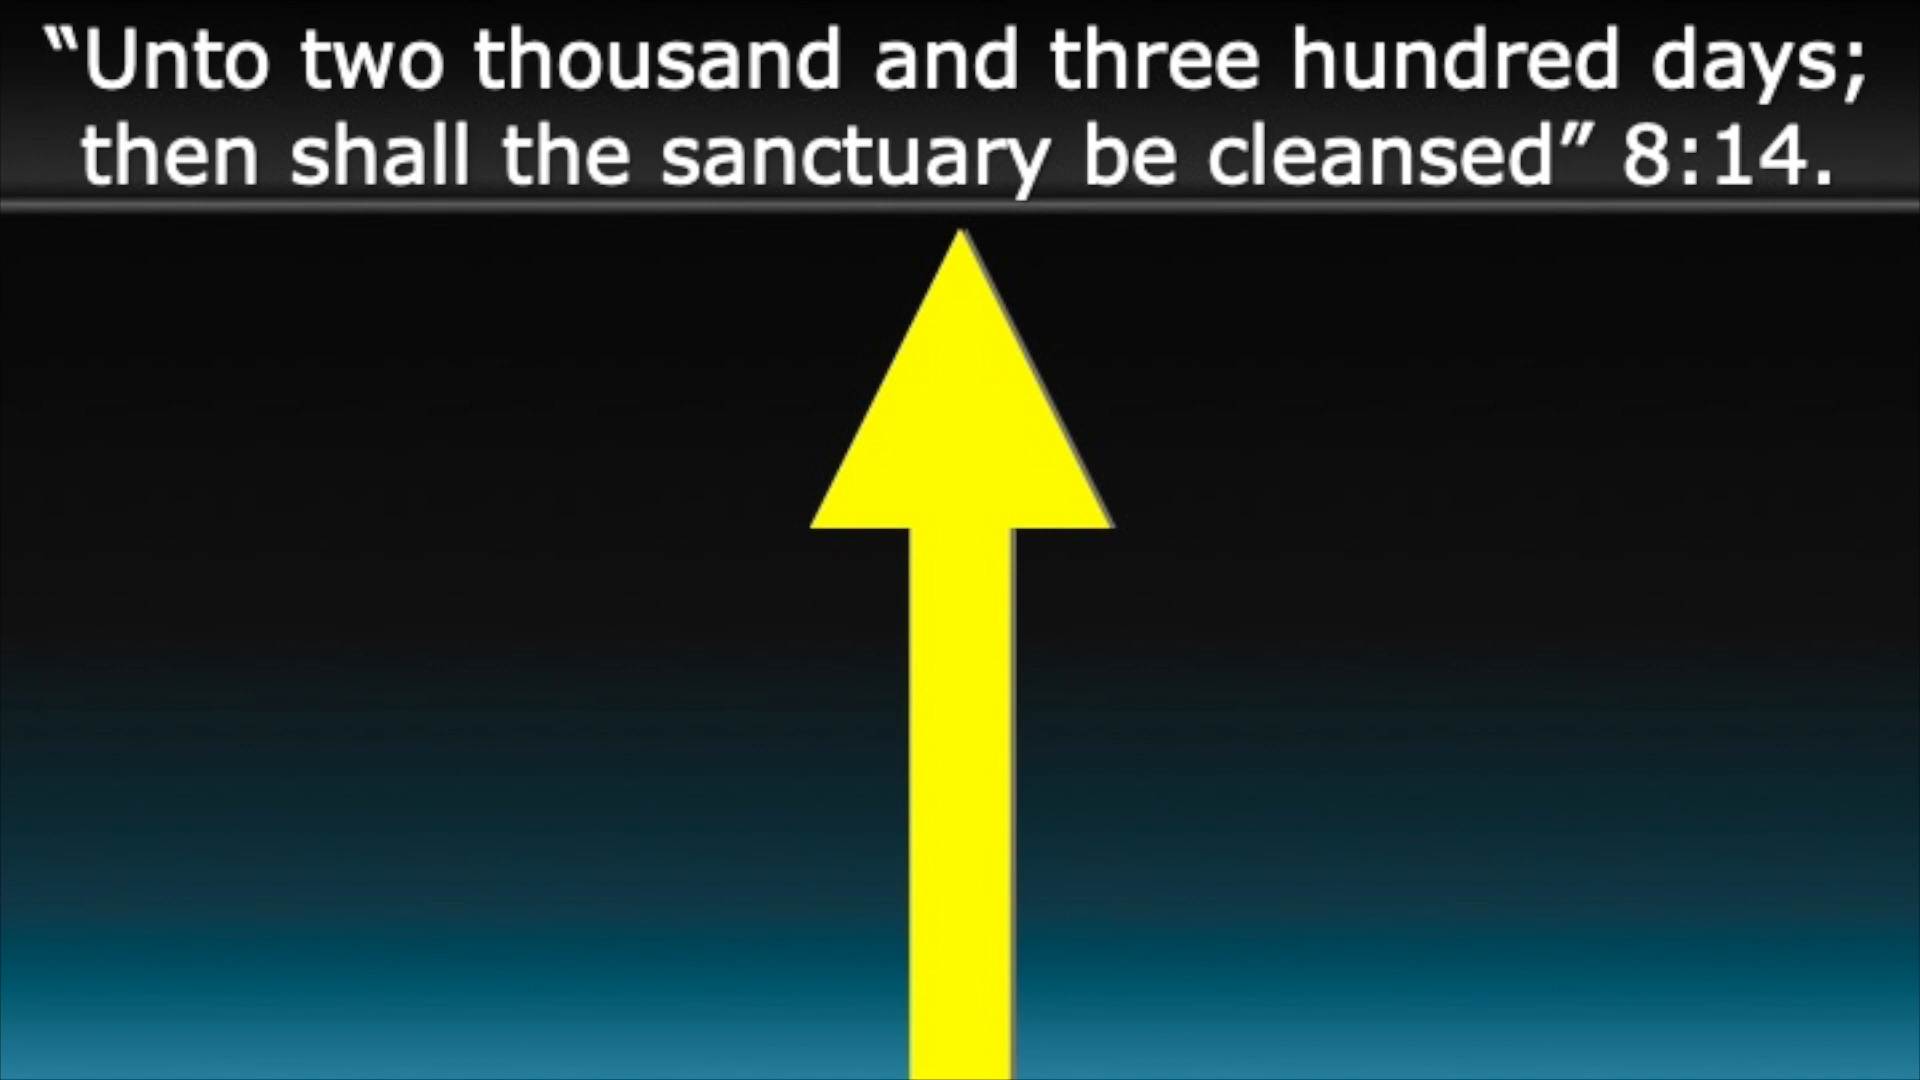 “Unto two thousand and three hundred days;
then shall the sanctuary be cleansed” 8:14.